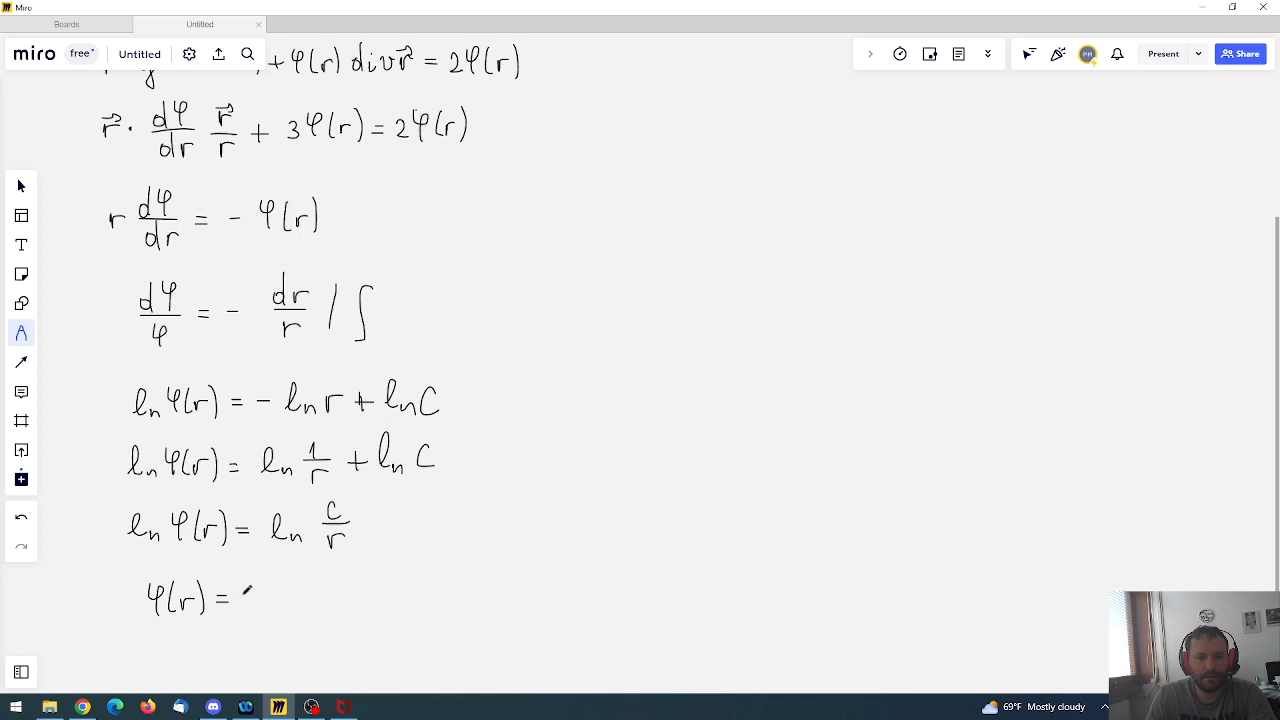 Miro
Boards
Untitled
miro free Untitled
Present
Share
+ φ(r) div r⃗ = 2φ(r)
r⃗ · dφ/dr r⃗/r + 3φ(r) = 2φ(r)
r dφ/dr = - φ(r)
dφ/φ = - dr/r / ∫
ln φ(r) = - ln r + ln C
ln φ(r) = ln 1/r + ln C
ln φ(r) = ln C/r
φ(r) =
PM
69°F Mostly cloudy